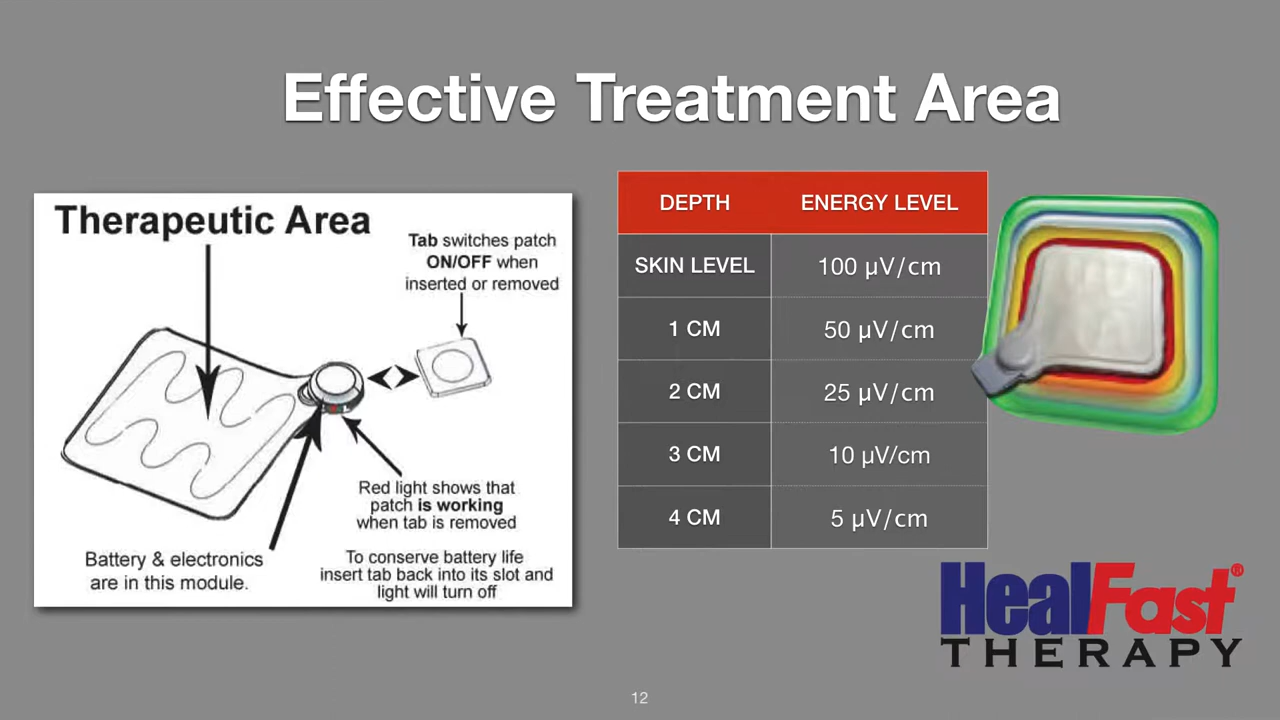 Effective Treatment Area
Therapeutic Area
Tab switches patch
ON/OFF when
inserted or removed
Red light shows that
patch is working
when tab is removed
Battery & electronics
are in this module.
To conserve battery life
insert tab back into its slot and
light will turn off
DEPTH ENERGY LEVEL
SKIN LEVEL 100 µV/cm
1 CM 50 µV/cm
2 CM 25 µV/cm
3 CM 10 µV/cm
4 CM 5 µV/cm
HealFast®
THERAPY
12